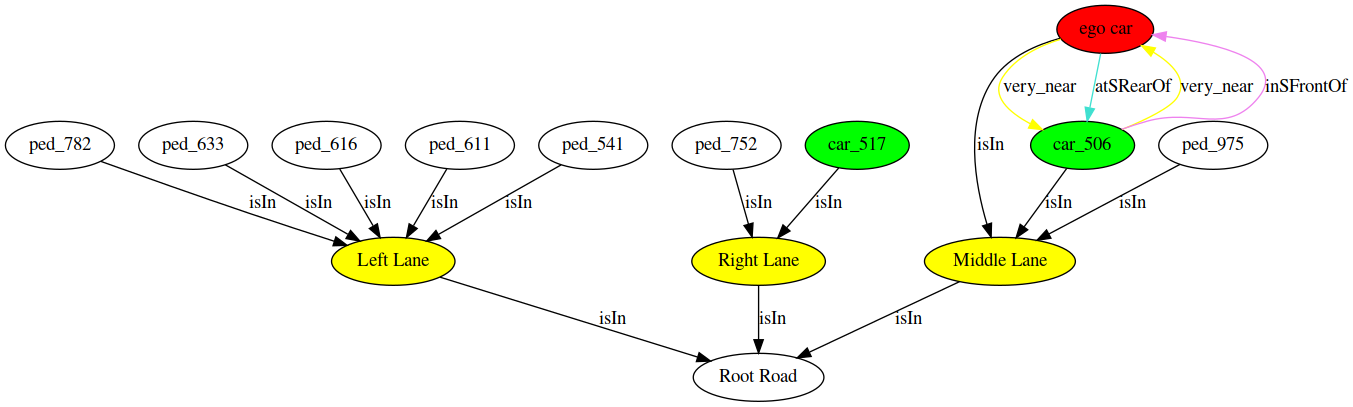 ego car
very_near atSRearOf very_near inSFrontOf
ped_782 ped_633 ped_616 ped_611 ped_541 ped_752 car_517 isIn car_506 ped_975
isIn isIn isIn isIn isIn isIn isIn isIn isIn
Left Lane Right Lane Middle Lane
isIn isIn isIn
Root Road